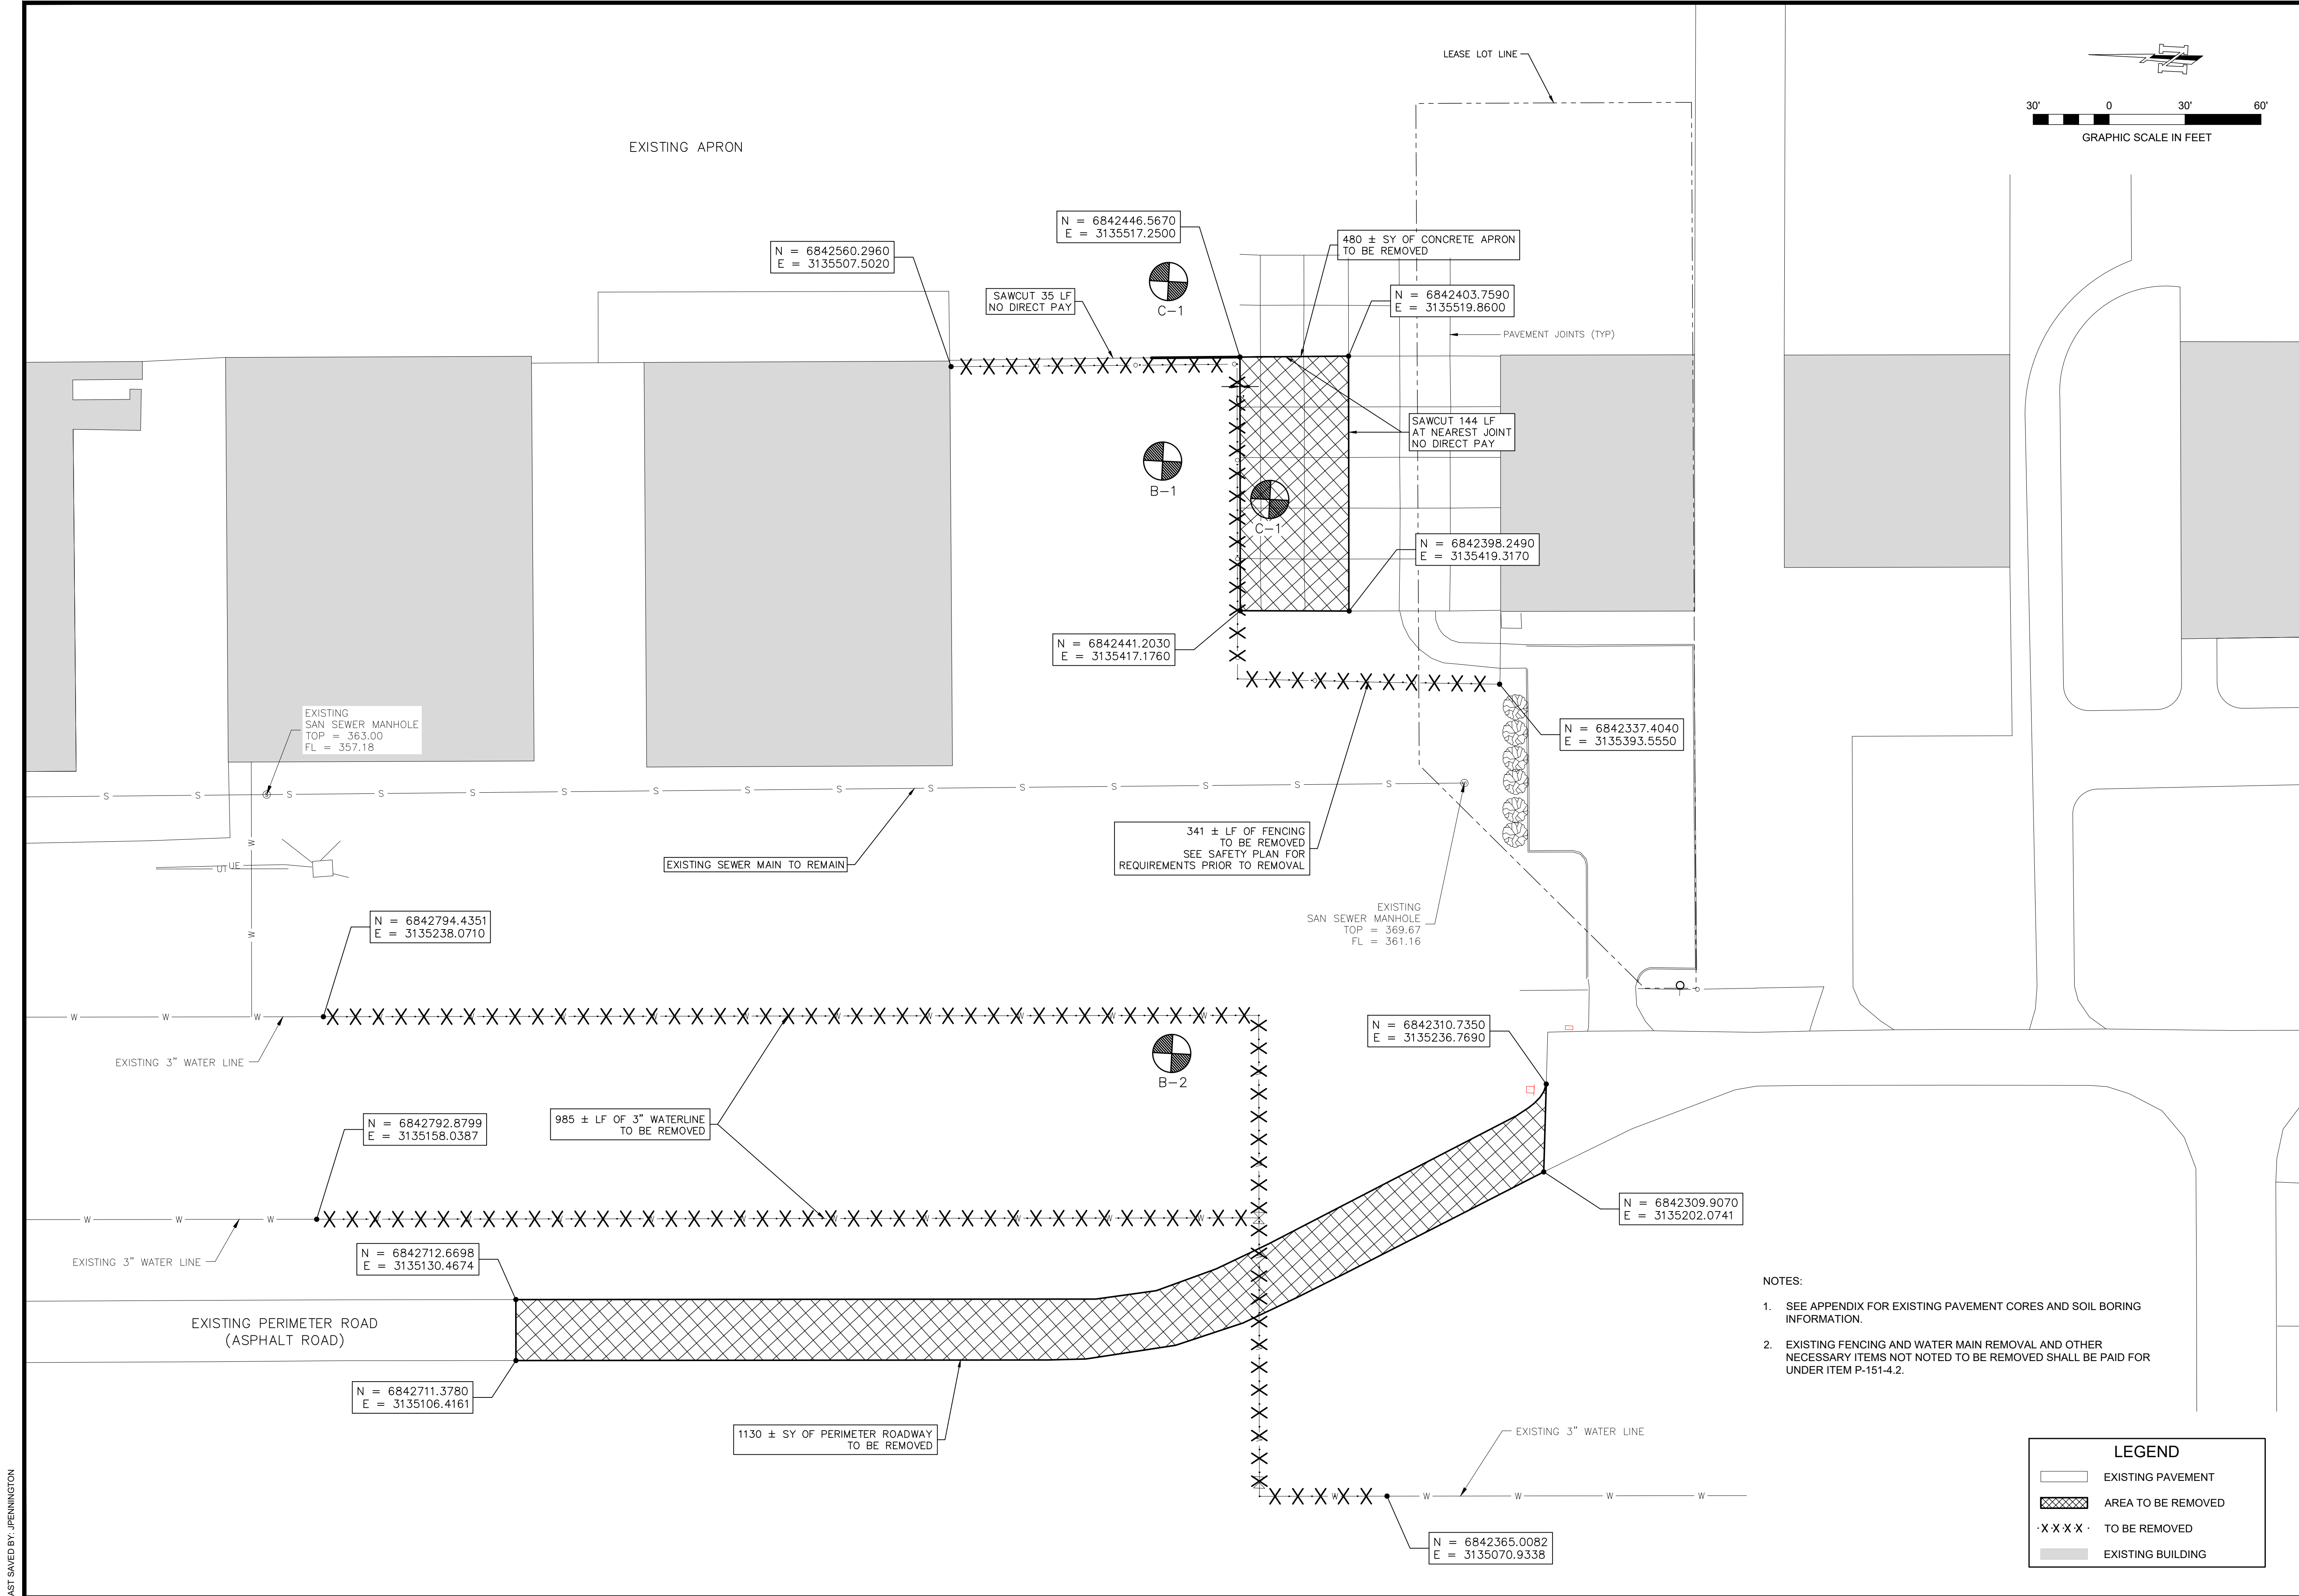 LEASE LOT LINE
30' 0 30' 60'
GRAPHIC SCALE IN FEET
EXISTING APRON
N = 6842446.5670
E = 3135517.2500
480 ± SY OF CONCRETE APRON
TO BE REMOVED
N = 6842560.2960
E = 3135507.5020
SAWCUT 35 LF
NO DIRECT PAY
C-1
N = 6842403.7590
E = 3135519.8600
PAVEMENT JOINTS (TYP)
SAWCUT 144 LF
AT NEAREST JOINT
NO DIRECT PAY
B-1
C-1
N = 6842398.2490
E = 3135419.3170
N = 6842441.2030
E = 3135417.1760
EXISTING
SAN SEWER MANHOLE
TOP = 363.00
FL = 357.18
N = 6842337.4040
E = 3135393.5550
S S S S S S S S S S S S S S S
341 ± LF OF FENCING
TO BE REMOVED
SEE SAFETY PLAN FOR
REQUIREMENTS PRIOR TO REMOVAL
EXISTING SEWER MAIN TO REMAIN
W
UE
UT
W
EXISTING
SAN SEWER MANHOLE
TOP = 369.67
FL = 361.16
N = 6842794.4351
E = 3135238.0710
W W W
EXISTING 3" WATER LINE
N = 6842310.7350
E = 3135236.7690
B-2
985 ± LF OF 3" WATERLINE
TO BE REMOVED
N = 6842792.8799
E = 3135158.0387
W W W
EXISTING 3" WATER LINE
N = 6842309.9070
E = 3135202.0741
N = 6842712.6698
E = 3135130.4674
EXISTING PERIMETER ROAD
(ASPHALT ROAD)
N = 6842711.3780
E = 3135106.4161
1130 ± SY OF PERIMETER ROADWAY
TO BE REMOVED
EXISTING 3" WATER LINE
W W W W W
N = 6842365.0082
E = 3135070.9338
NOTES:
1. SEE APPENDIX FOR EXISTING PAVEMENT CORES AND SOIL BORING
INFORMATION.
2. EXISTING FENCING AND WATER MAIN REMOVAL AND OTHER
NECESSARY ITEMS NOT NOTED TO BE REMOVED SHALL BE PAID FOR
UNDER ITEM P-151-4.2.
LEGEND
EXISTING PAVEMENT
AREA TO BE REMOVED
X X X X TO BE REMOVED
EXISTING BUILDING
AST SAVED BY: JPENNINGTON